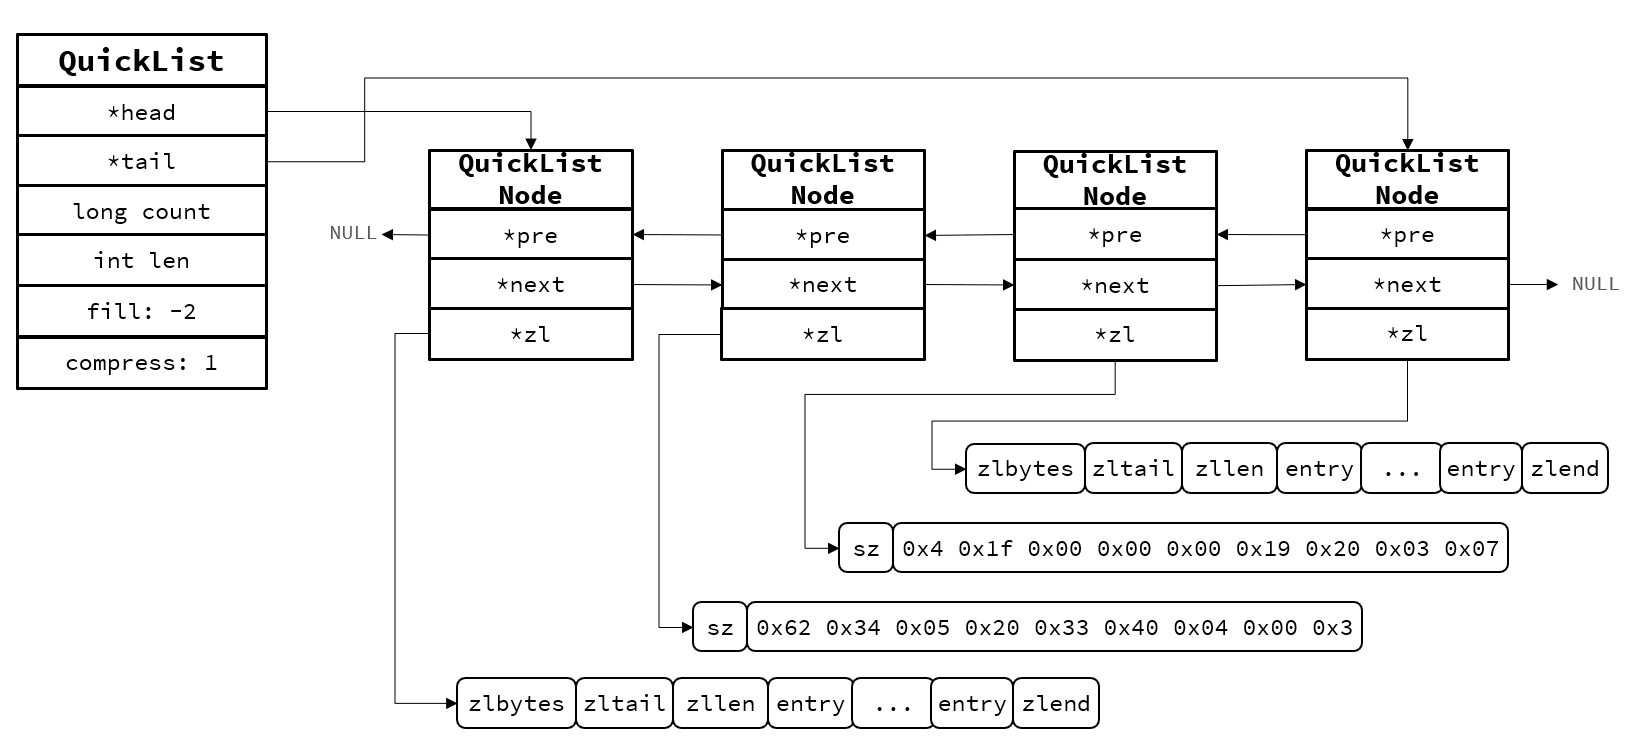 QuickList
*head
*tail
long count
int len
fill: -2
compress: 1
QuickList
Node
*pre
*next
*zl
QuickList
Node
*pre
*next
*zl
QuickList
Node
*pre
*next
*zl
QuickList
Node
*pre
*next
*zl
NULL
NULL
zlbytes zltail zllen entry ... entry zlend
sz 0x4 0x1f 0x00 0x00 0x00 0x19 0x20 0x03 0x07
sz 0x62 0x34 0x05 0x20 0x33 0x40 0x04 0x00 0x3
zlbytes zltail zllen entry ... entry zlend